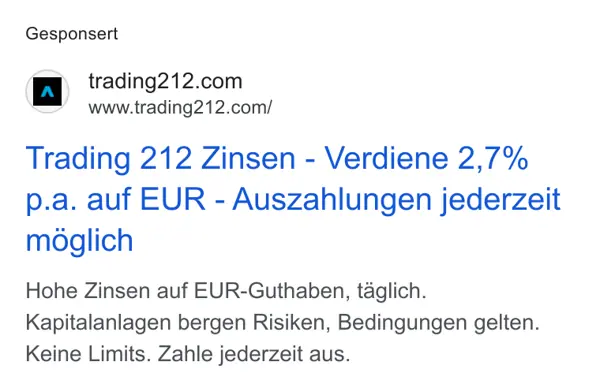 Gesponsert
trading212.com
www.trading212.com/
Trading 212 Zinsen - Verdiene 2,7%
p.a. auf EUR - Auszahlungen jederzeit
möglich
Hohe Zinsen auf EUR-Guthaben, täglich.
Kapitalanlagen bergen Risiken, Bedingungen gelten.
Keine Limits. Zahle jederzeit aus.